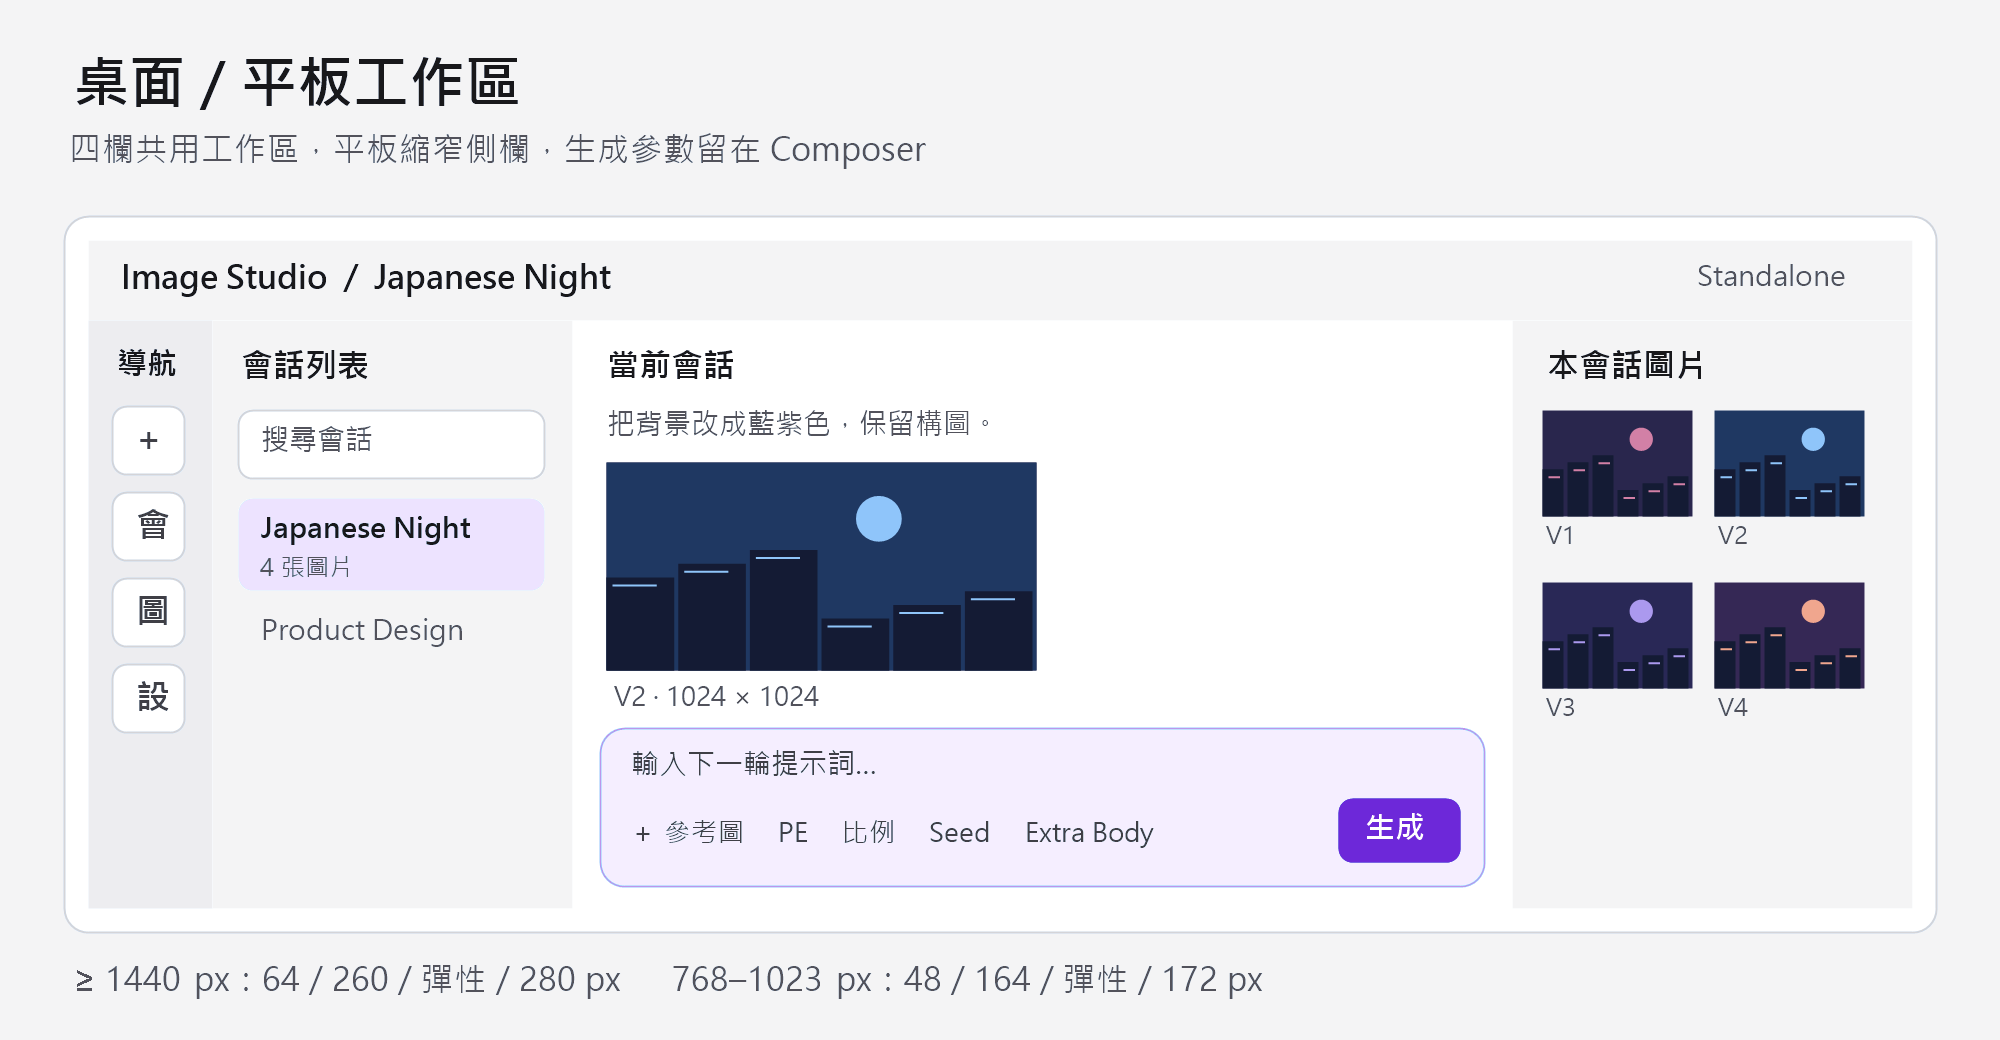 桌面 / 平板工作區
四欄共用工作區，平板縮窄側欄，生成參數留在 Composer
Image Studio / Japanese Night
Standalone
導航
+
會
圖
設
會話列表
搜尋會話
Japanese Night
4 張圖片
Product Design
當前會話
把背景改成藍紫色，保留構圖。
V2 · 1024 × 1024
輸入下一輪提示詞...
+ 參考圖 PE 比例 Seed Extra Body
生成
本會話圖片
V1
V2
V3
V4
≥ 1440 px：64 / 260 / 彈性 / 280 px 768–1023 px：48 / 164 / 彈性 / 172 px